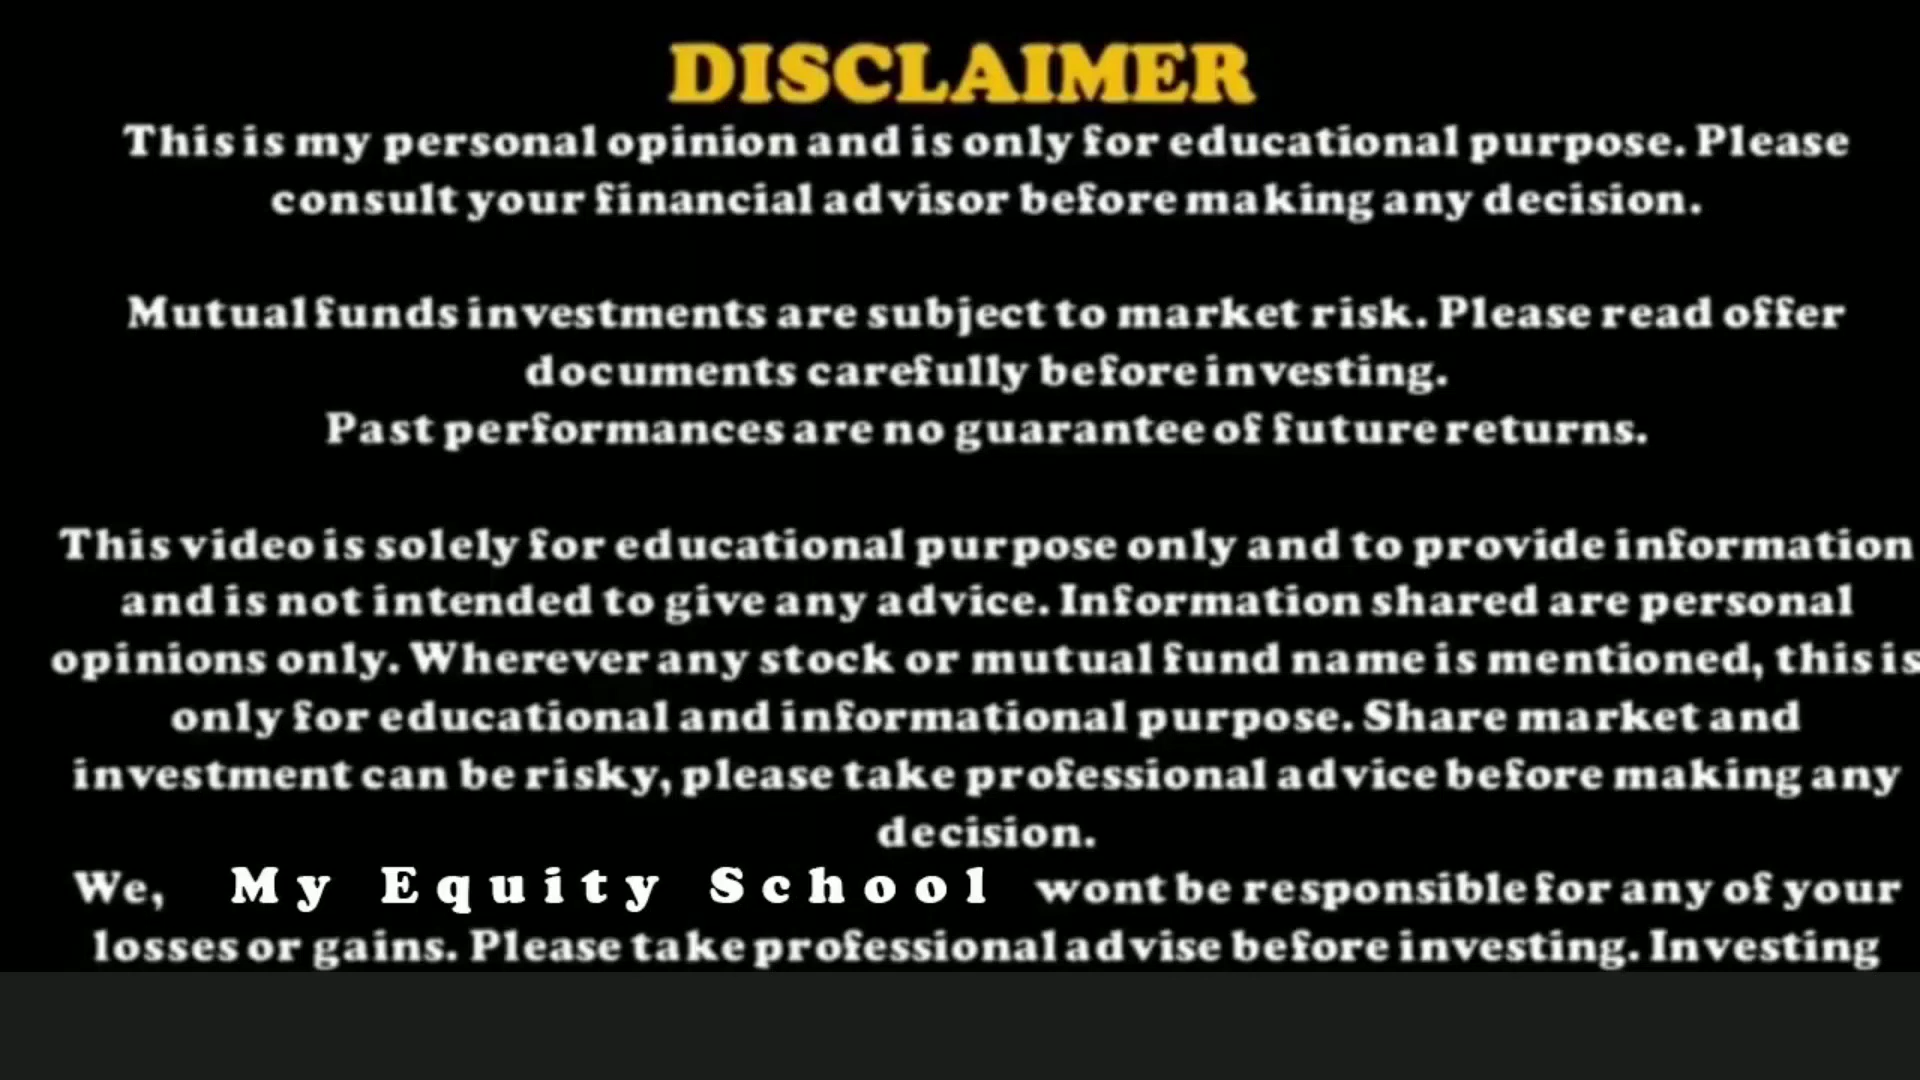 DISCLAIMER
This is my personal opinion and is only for educational purpose. Please
consult your financial advisor before making any decision.
Mutual funds investments are subject to market risk. Please read offer
documents carefully before investing.
Past performances are no guarantee of future returns.
This video is solely for educational purpose only and to provide information
and is not intended to give any advice. Information shared are personal
opinions only. Wherever any stock or mutual fund name is mentioned, this is
only for educational and informational purpose. Share market and
investment can be risky, please take professional advice before making any
decision.
We, My Equity School wont be responsible for any of your
losses or gains. Please take professional advise before investing. Investing